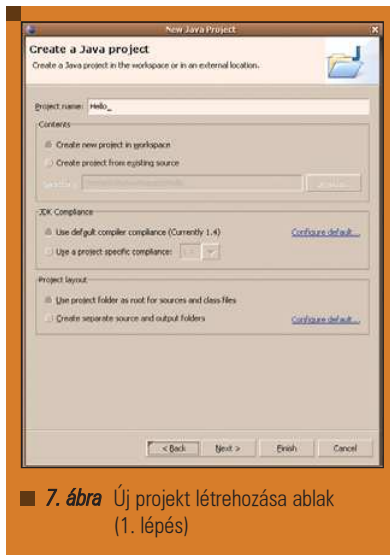 New Java Project
Create a Java project
Create a Java project in the workspace or in an external location.
Project name: Hello_
Contents
Create new project in workspace
Create project from existing source
JDK Compliance
Use default compiler compliance (Currently 1.4)
Configure default...
Use a project specific compliance:
Project layout
Use project folder as root for sources and class files
Create separate source and output folders
Configure default...
< Back
Next >
Finish
Cancel
7. ábra Új projekt létrehozása ablak
(1. lépés)